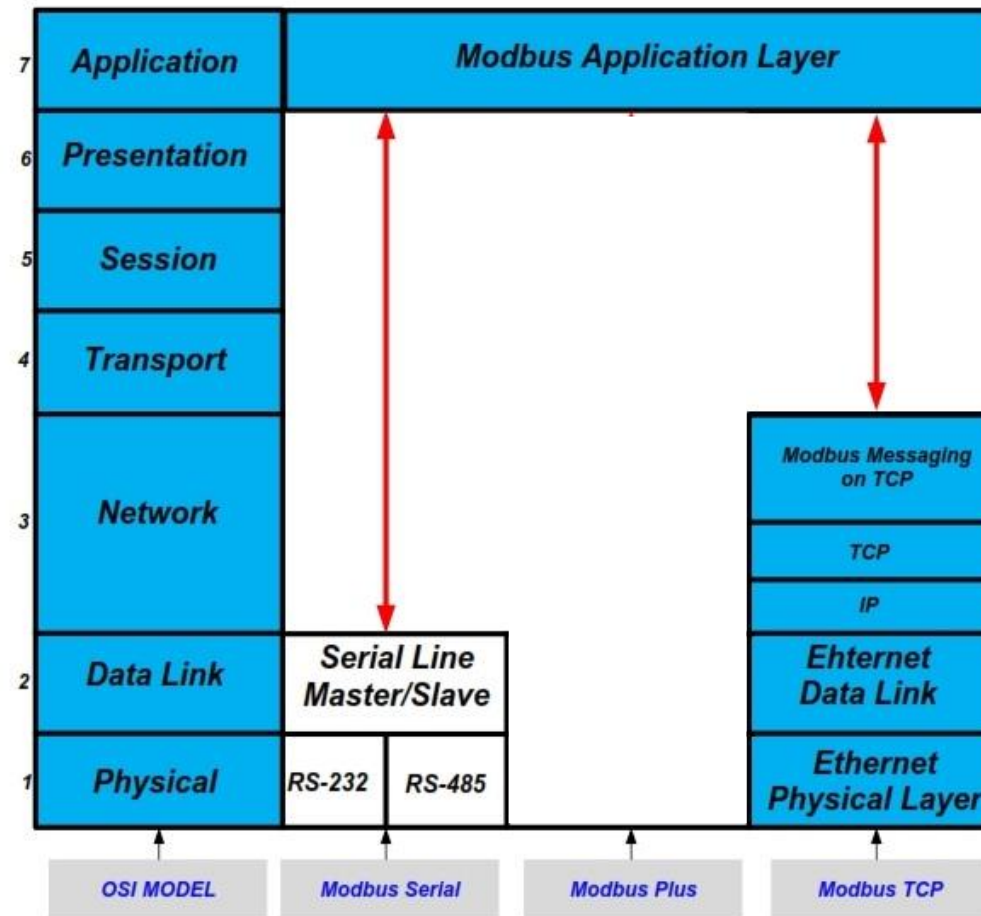 7
Application
Modbus Application Layer
6
Presentation
5
Session
4
Transport
3
Network
Modbus Messaging
on TCP
TCP
IP
2
Data Link
Serial Line
Master/Slave
Ehternet
Data Link
1
Physical
RS-232
RS-485
Ethernet
Physical Layer
OSI MODEL
Modbus Serial
Modbus Plus
Modbus TCP